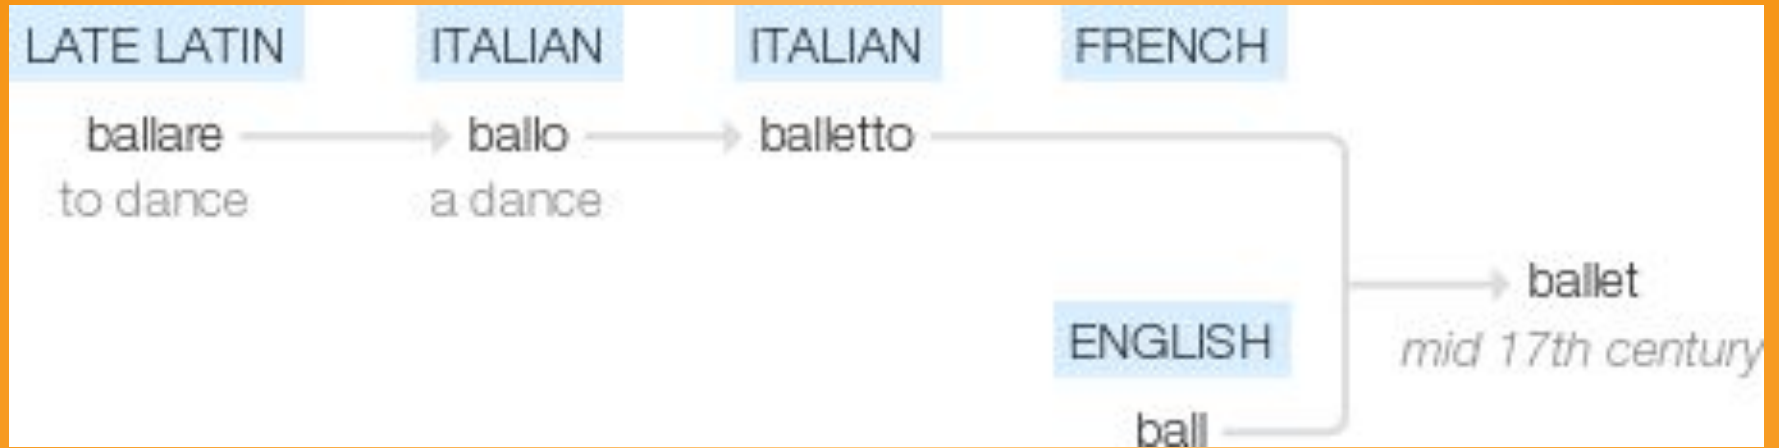 LATE LATIN ITALIAN ITALIAN FRENCH
ballare ballo balletto
to dance a dance
ballet
ENGLISH
mid 17th century
ball